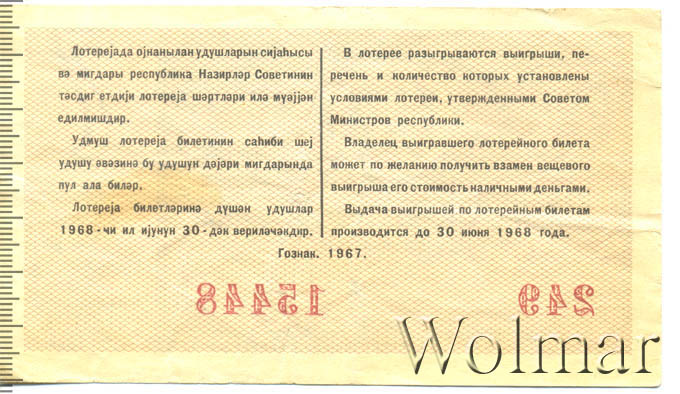 Лотерејада ојнанылан удушларын сијаһысы
вә мигдары республика Назирләр Советинин
тәсдиг етдији лотереја шәртләри илә мүәјјән
едилмишдир.
Удмуш лотереја билетинин саһиби шеј
удушу әвәзинә бу удушун дәјәри мигдарында
пул ала биләр.
Лотереја билетләринә дүшән удушлар
1968-чи ил ијунун 30-дәк вериләчәкдир.
В лотерее разыгрываются выигрыши, пе-
речень и количество которых установлены
условиями лотереи, утвержденными Советом
Министров республики.
Владелец выигравшего лотерейного билета
может по желанию получить взамен вещевого
выигрыша его стоимость наличными деньгами.
Выдача выигрышей по лотерейным билетам
производится до 30 июня 1968 года.
Гознак. 1967.
15448
249
Wolmar